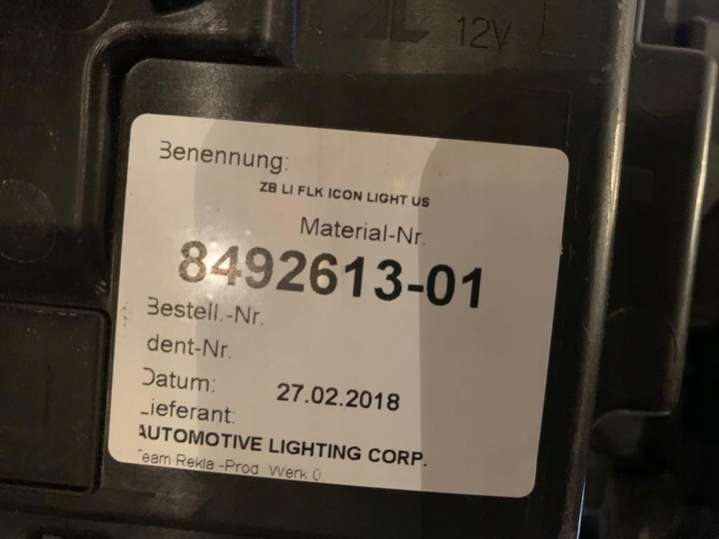 12V
Benennung:
ZB LI FLK ICON LIGHT US
Material-Nr.
8492613-01
Bestell.-Nr.
dent-Nr.
Datum: 27.02.2018
Lieferant:
AUTOMOTIVE LIGHTING CORP.
Team Rekla.-Prod. Werk